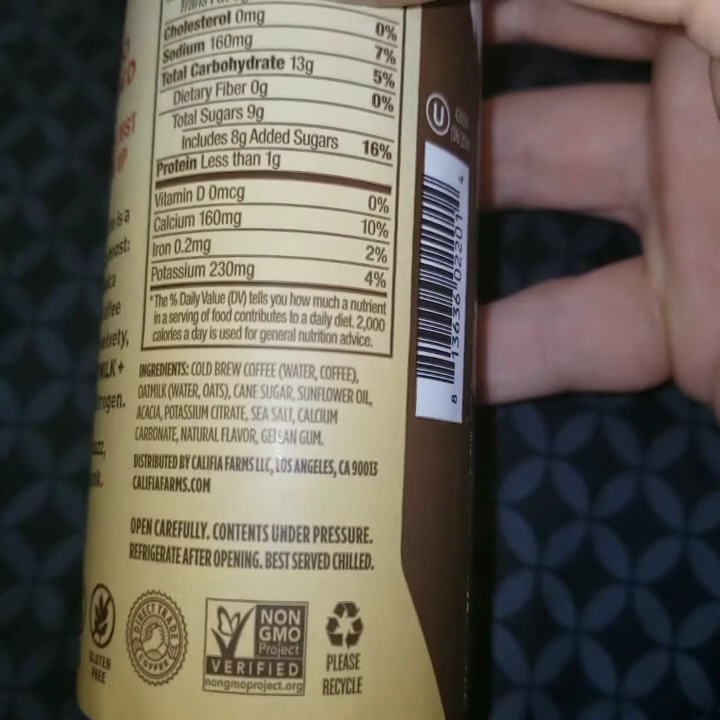 Cholesterol 0mg 0%
Sodium 160mg 7%
Total Carbohydrate 13g 5%
Dietary Fiber 0g 0%
Total Sugars 9g
Includes 8g Added Sugars 16%
Protein Less than 1g
Vitamin D 0mcg 0%
Calcium 160mg 10%
Iron 0.2mg 2%
Potassium 230mg 4%
*The % Daily Value (DV) tells you how much a nutrient
in a serving of food contributes to a daily diet. 2,000
calories a day is used for general nutrition advice.
INGREDIENTS: COLD BREW COFFEE (WATER, COFFEE),
OATMILK (WATER, OATS), CANE SUGAR, SUNFLOWER OIL,
ACACIA, POTASSIUM CITRATE, SEA SALT, CALCIUM
CARBONATE, NATURAL FLAVOR, GELLAN GUM.
DISTRIBUTED BY CALIFIA FARMS LLC, LOS ANGELES, CA 90013
CALIFIAFARMS.COM
OPEN CAREFULLY. CONTENTS UNDER PRESSURE.
REFRIGERATE AFTER OPENING. BEST SERVED CHILLED.
GLUTEN
FREE
DIRECT TRADE
COFFEE
NON
GMO
Project
VERIFIED
nongmoproject.org
PLEASE
RECYCLE
U
8 13636 02201 4